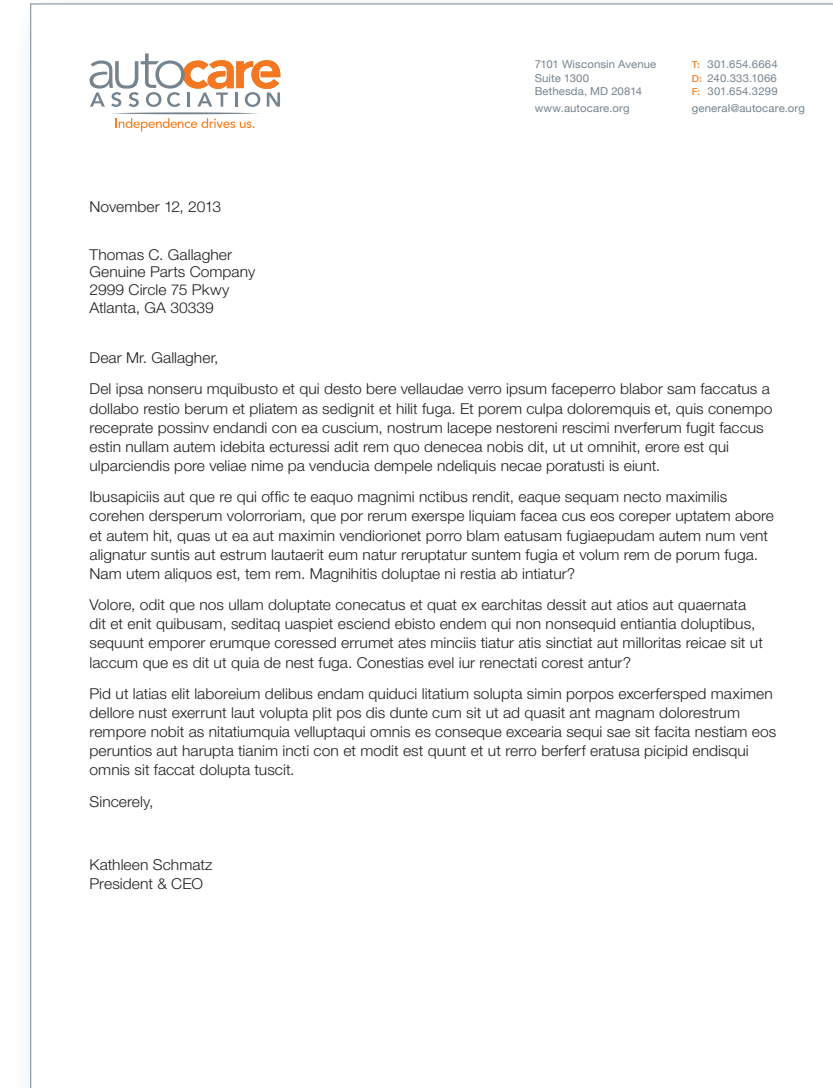 autocare
ASSOCIATION
Independence drives us.
7101 Wisconsin Avenue
Suite 1300
Bethesda, MD 20814
www.autocare.org
T: 301.654.6664
D: 240.333.1066
F: 301.654.3299
general@autocare.org
November 12, 2013
Thomas C. Gallagher
Genuine Parts Company
2999 Circle 75 Pkwy
Atlanta, GA 30339
Dear Mr. Gallagher,
Del ipsa nonseru mquibusto et qui desto bere vellaudae verro ipsum faceperro blabor sam faccatus a
dollabo restio berum et pliatem as sedignit et hilit fuga. Et porem culpa doloremquis et, quis conempo
receprate possinv endandi con ea cuscium, nostrum lacepe nestoreni rescimi nverferum fugit faccus
estin nullam autem idebita ecturessi adit rem quo denecea nobis dit, ut ut omnihit, erore est qui
ulparciendis pore veliae nime pa venducia dempele ndeliquis necae poratusti is eiunt.
Ibusapiciis aut que re qui offic te eaquo magnimi nctibus rendit, eaque sequam necto maximilis
corehen dersperum volorroriam, que por rerum exerspe liquiam facea cus eos coreper uptatem abore
et autem hit, quas ut ea aut maximin vendiorionet porro blam eatusam fugiaepudam autem num vent
alignatur suntis aut estrum lautaerit eum natur reruptatur suntem fugia et volum rem de porum fuga.
Nam utem aliquos est, tem rem. Magnihitis doluptae ni restia ab intiatur?
Volore, odit que nos ullam doluptate conecatus et quat ex earchitas dessit aut atios aut quaernata
dit et enit quibusam, seditaq uaspiet esciend ebisto endem qui non nonsequid entiantia doluptibus,
sequunt emporer erumque coressed errumet ates minciis tiatur atis sinctiat aut milloritas reicae sit ut
laccum que es dit ut quia de nest fuga. Conestias evel iur renectati corest antur?
Pid ut latias elit laboreium delibus endam quiduci litatium solupta simin porpos excerfersped maximen
dellore nust exerrunt laut volupta plit pos dis dunte cum sit ut ad quasit ant magnam dolorestrum
rempore nobit as nitatiumquia velluptaqui omnis es conseque excearia sequi sae sit facita nestiam eos
peruntios aut harupta tianim incti con et modit est quunt et ut rerro berferf eratusa picipid endisqui
omnis sit faccat dolupta tuscit.
Sincerely,
Kathleen Schmatz
President & CEO